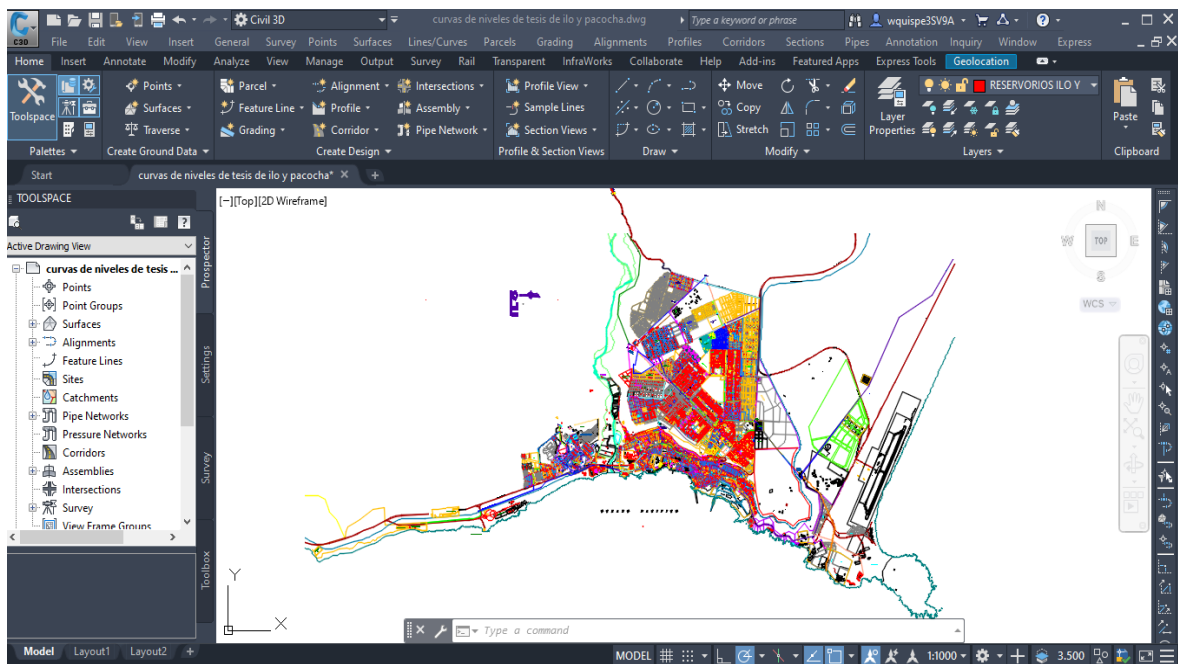 C3D Civil 3D curvas de niveles de tesis de ilo y pacocha.dwg Type a keyword or phrase wquispe3SV9A ?
File Edit View Insert General Survey Points Surfaces Lines/Curves Parcels Grading Alignments Profiles Corridors Sections Pipes Annotation Inquiry Window Express
Home Insert Annotate Modify Analyze View Manage Output Survey Rail Transparent InfraWorks Collaborate Help Add-ins Featured Apps Express Tools Geolocation
Toolspace
Points
Surfaces
Traverse
Parcel
Feature Line
Grading
Alignment
Profile
Corridor
Intersections
Assembly
Pipe Network
Profile View
Sample Lines
Section Views
Move
Copy
Stretch
Layer
Properties
RESERVORIOS ILO Y
Paste
Palettes Create Ground Data Create Design Profile & Section Views Draw Modify Layers Clipboard
Start curvas de niveles de tesis de ilo y pacocha* +
TOOLSPACE
?
Active Drawing View
curvas de niveles de tesis ...
Points
Point Groups
Surfaces
Alignments
Feature Lines
Sites
Catchments
Pipe Networks
Pressure Networks
Corridors
Assemblies
Intersections
Survey
View Frame Groups
Prospector
Settings
Survey
Toolbox
[−][Top][2D Wireframe]
N
W TOP E
S
WCS
Y
X
Type a command
Model Layout1 Layout2 +
MODEL 1:1000 3.500